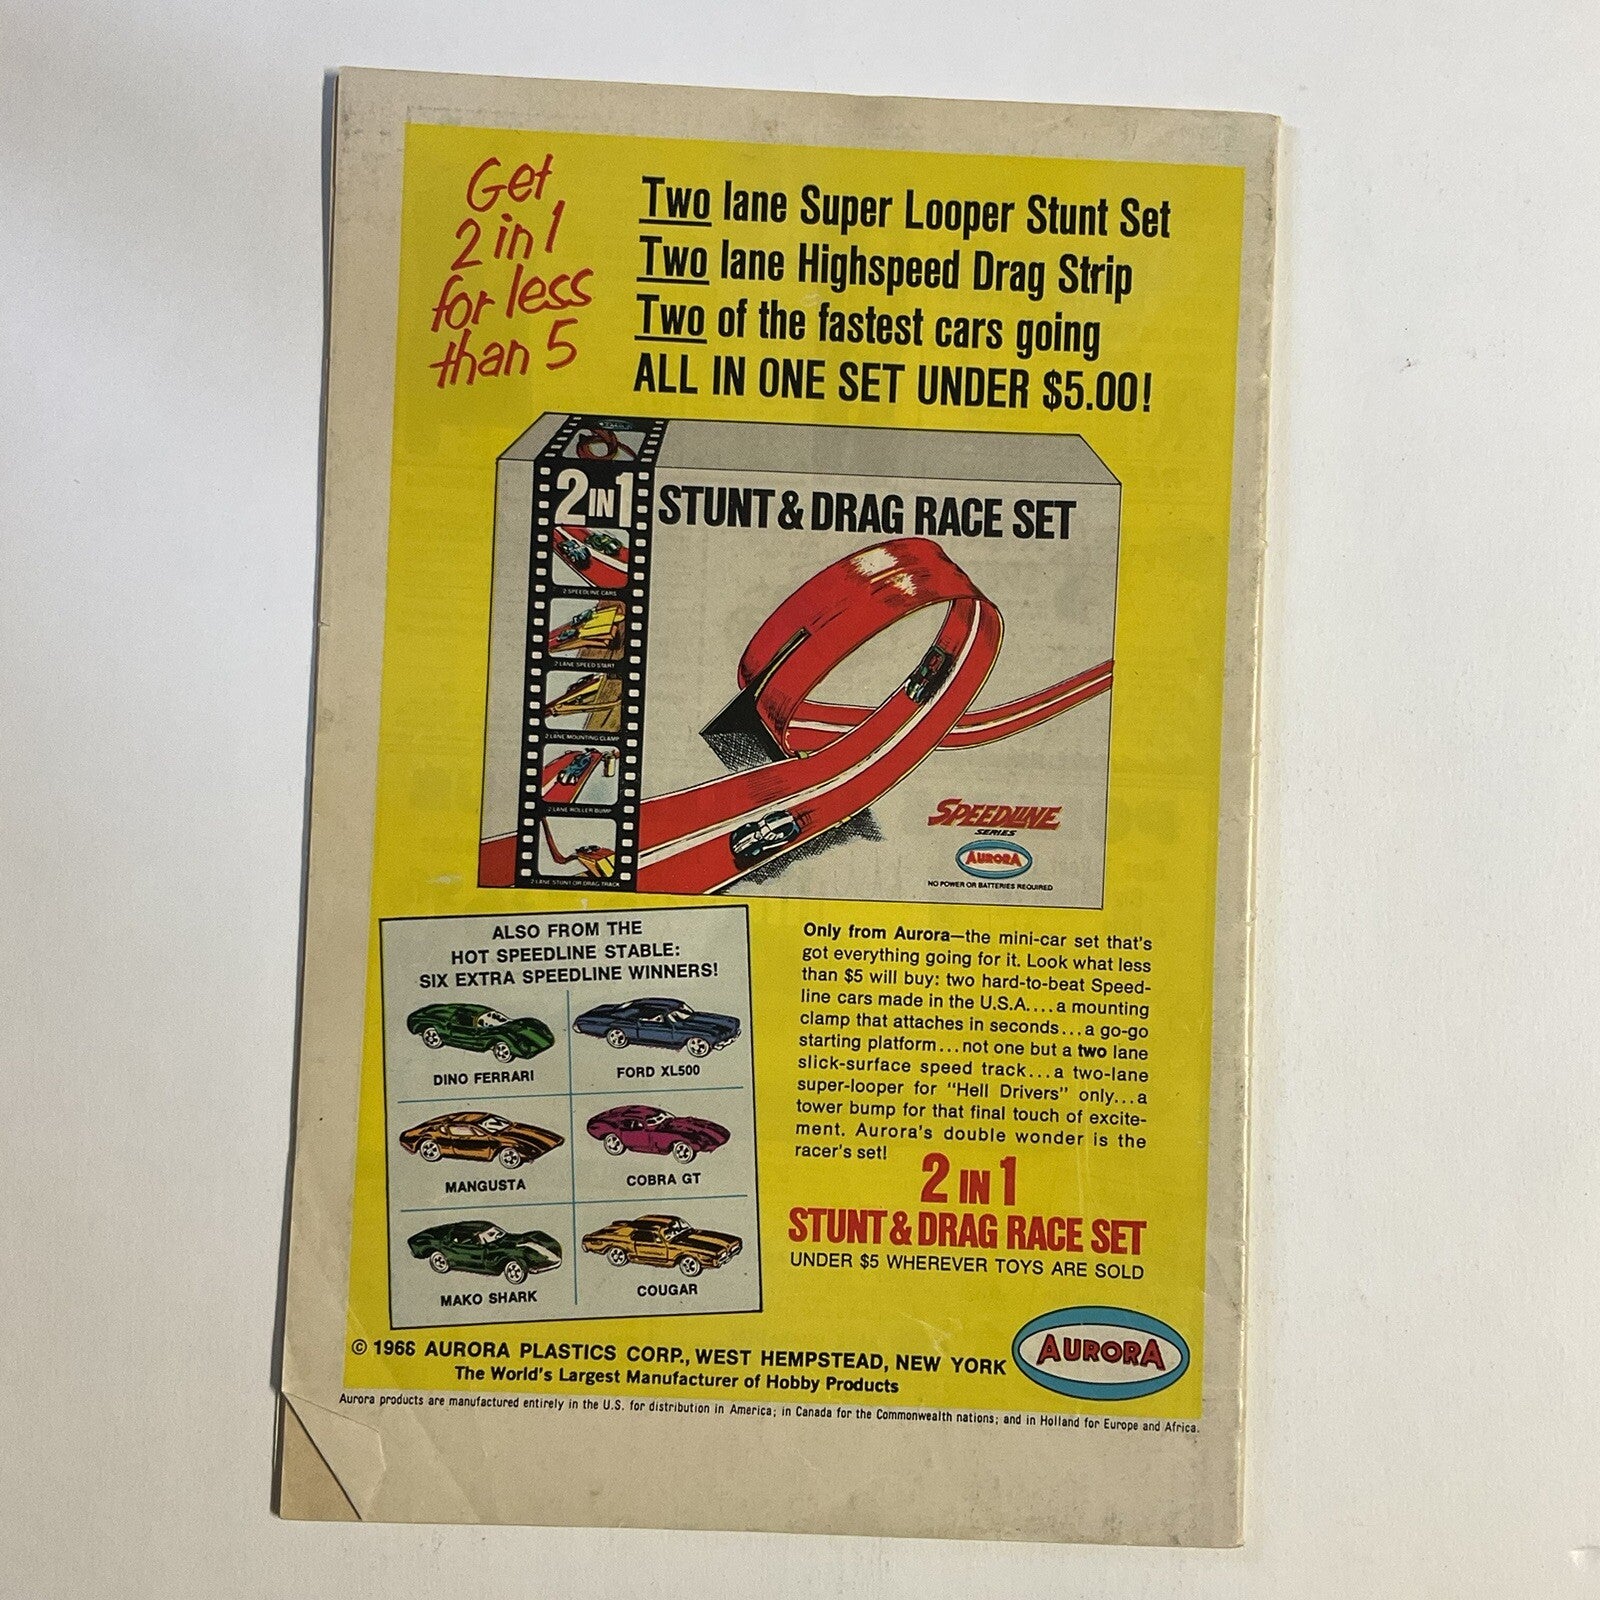 Get
2 in 1
for less
than 5
Two lane Super Looper Stunt Set
Two lane Highspeed Drag Strip
Two of the fastest cars going
ALL IN ONE SET UNDER $5.00!
2 IN 1
STUNT & DRAG RACE SET
2 SPEEDLINE CARS
2 LANE SPEED START
2 LANE MOUNTING CLAMP
2 LANE ROLLER BUMP
2 LANE STUNT OR DRAG TRACK
SPEEDLINE
SERIES
AURORA
NO POWER OR BATTERIES REQUIRED
ALSO FROM THE
HOT SPEEDLINE STABLE:
SIX EXTRA SPEEDLINE WINNERS!
DINO FERRARI
FORD XL500
MANGUSTA
COBRA GT
MAKO SHARK
COUGAR
Only from Aurora—the mini-car set that's
got everything going for it. Look what less
than $5 will buy: two hard-to-beat Speed-
line cars made in the U.S.A....a mounting
clamp that attaches in seconds...a go-go
starting platform...not one but a two lane
slick-surface speed track...a two-lane
super-looper for "Hell Drivers" only...a
tower bump for that final touch of excite-
ment. Aurora's double wonder is the
racer's set!
2 IN 1
STUNT & DRAG RACE SET
UNDER $5 WHEREVER TOYS ARE SOLD
© 1968 AURORA PLASTICS CORP., WEST HEMPSTEAD, NEW YORK
The World's Largest Manufacturer of Hobby Products
AURORA
Aurora products are manufactured entirely in the U.S. for distribution in America; in Canada for the Commonwealth nations; and in Holland for Europe and Africa.